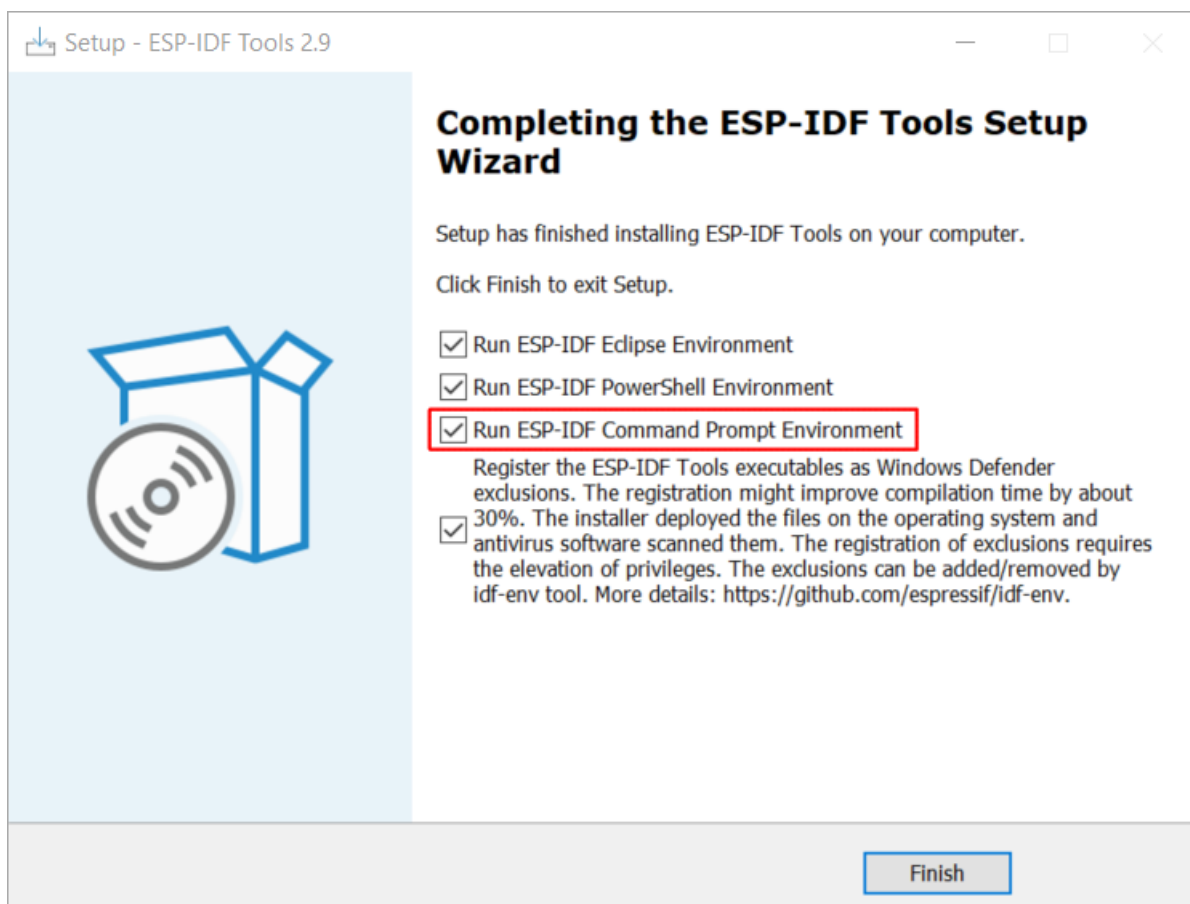 Setup - ESP-IDF Tools 2.9
Completing the ESP-IDF Tools Setup
Wizard
Setup has finished installing ESP-IDF Tools on your computer.
Click Finish to exit Setup.
Run ESP-IDF Eclipse Environment
Run ESP-IDF PowerShell Environment
Run ESP-IDF Command Prompt Environment
Register the ESP-IDF Tools executables as Windows Defender
exclusions. The registration might improve compilation time by about
30%. The installer deployed the files on the operating system and
antivirus software scanned them. The registration of exclusions requires
the elevation of privileges. The exclusions can be added/removed by
idf-env tool. More details: https://github.com/espressif/idf-env.
Finish